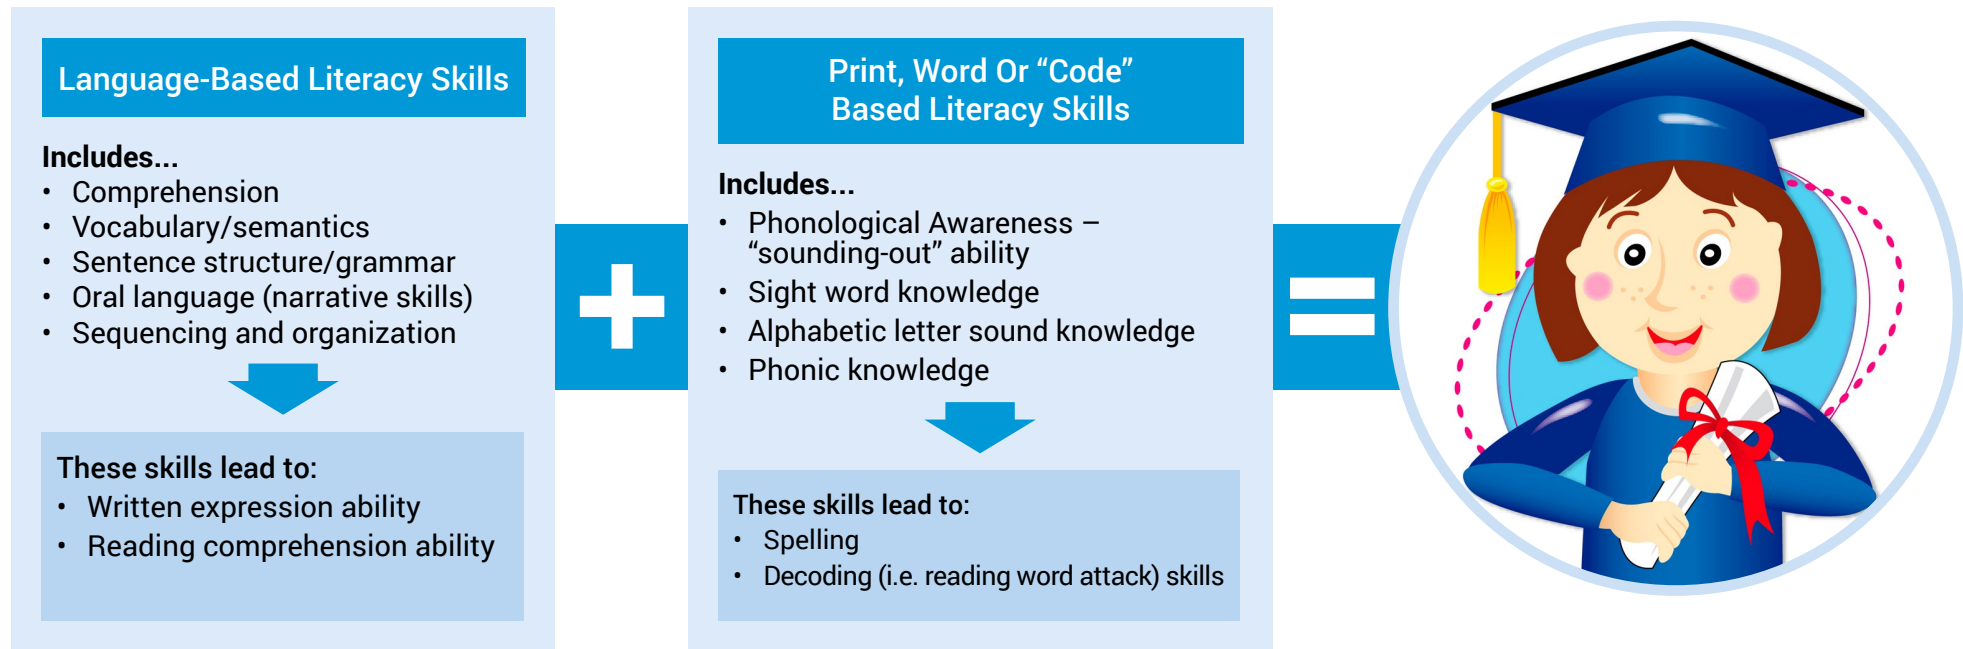 Language-Based Literacy Skills
Includes...
• Comprehension
• Vocabulary/semantics
• Sentence structure/grammar
• Oral language (narrative skills)
• Sequencing and organization
These skills lead to:
• Written expression ability
• Reading comprehension ability
+
Print, Word Or “Code”
Based Literacy Skills
Includes...
• Phonological Awareness –
“sounding-out” ability
• Sight word knowledge
• Alphabetic letter sound knowledge
• Phonic knowledge
These skills lead to:
• Spelling
• Decoding (i.e. reading word attack) skills
=